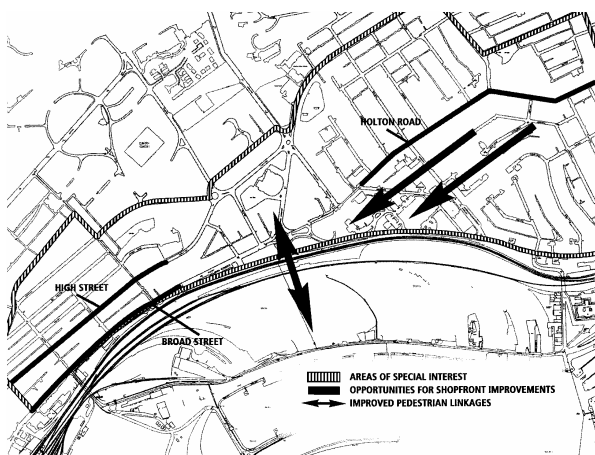 HOLTON ROAD
HIGH STREET
BROAD STREET
AREAS OF SPECIAL INTEREST
OPPORTUNITIES FOR SHOPFRONT IMPROVEMENTS
IMPROVED PEDESTRIAN LINKAGES